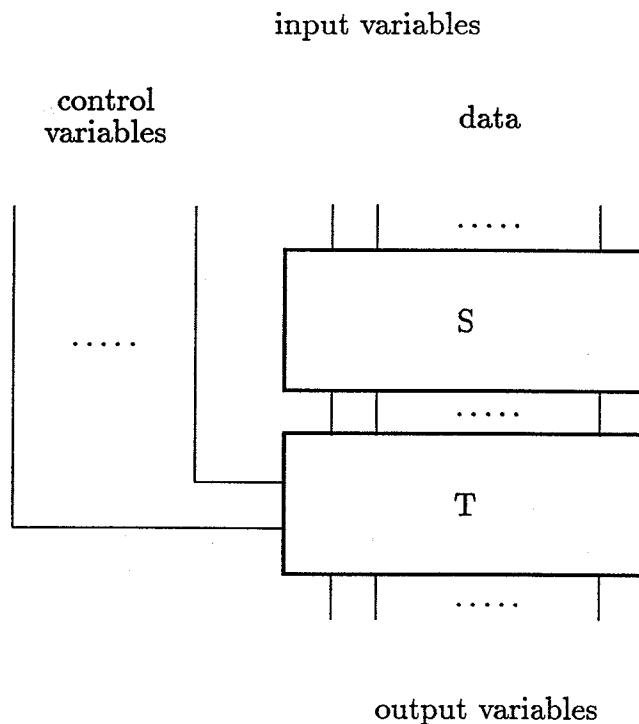 input variables
control
variables
data
.....
S
.....
.....
T
.....
output variables